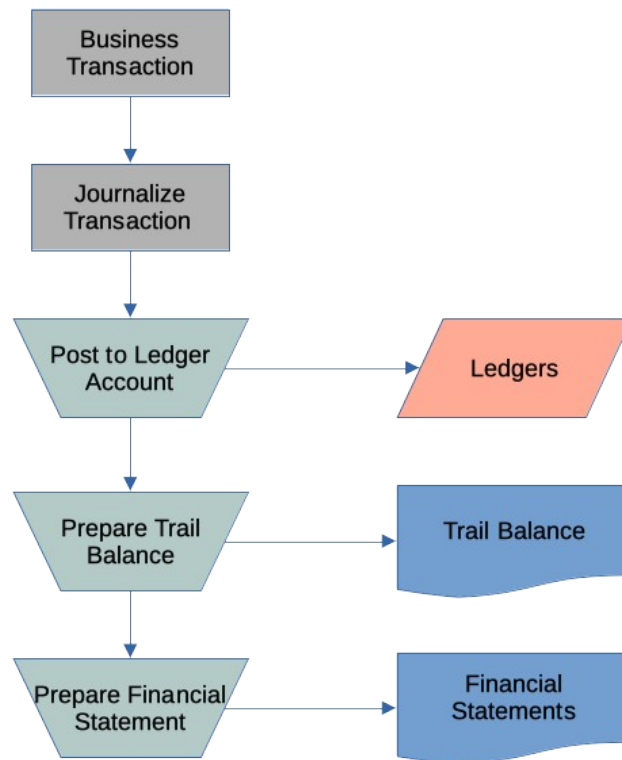 Business
Transaction
Journalize
Transaction
Post to Ledger
Account
Ledgers
Prepare Trail
Balance
Trail Balance
Prepare Financial
Statement
Financial
Statements